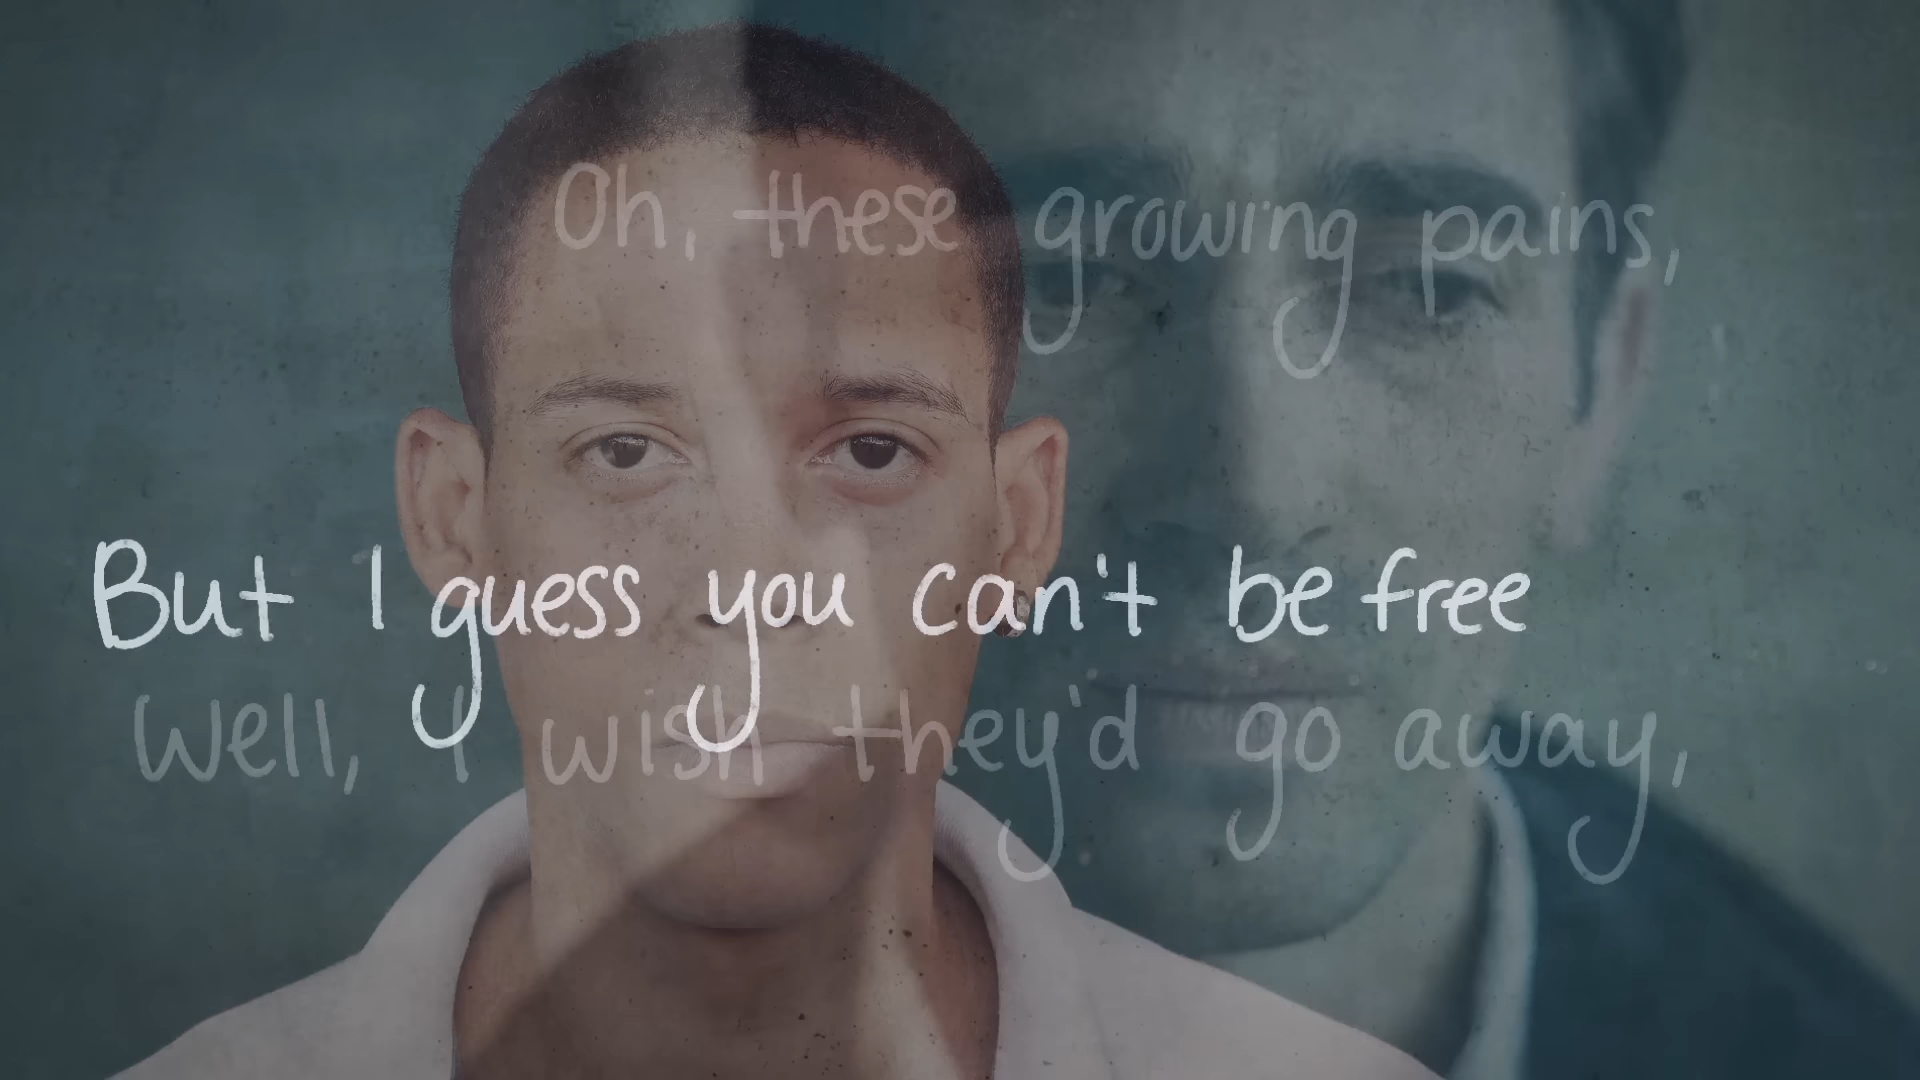 Oh, these growing pains,
But I guess you can't be free
Well, I wish they'd go away,